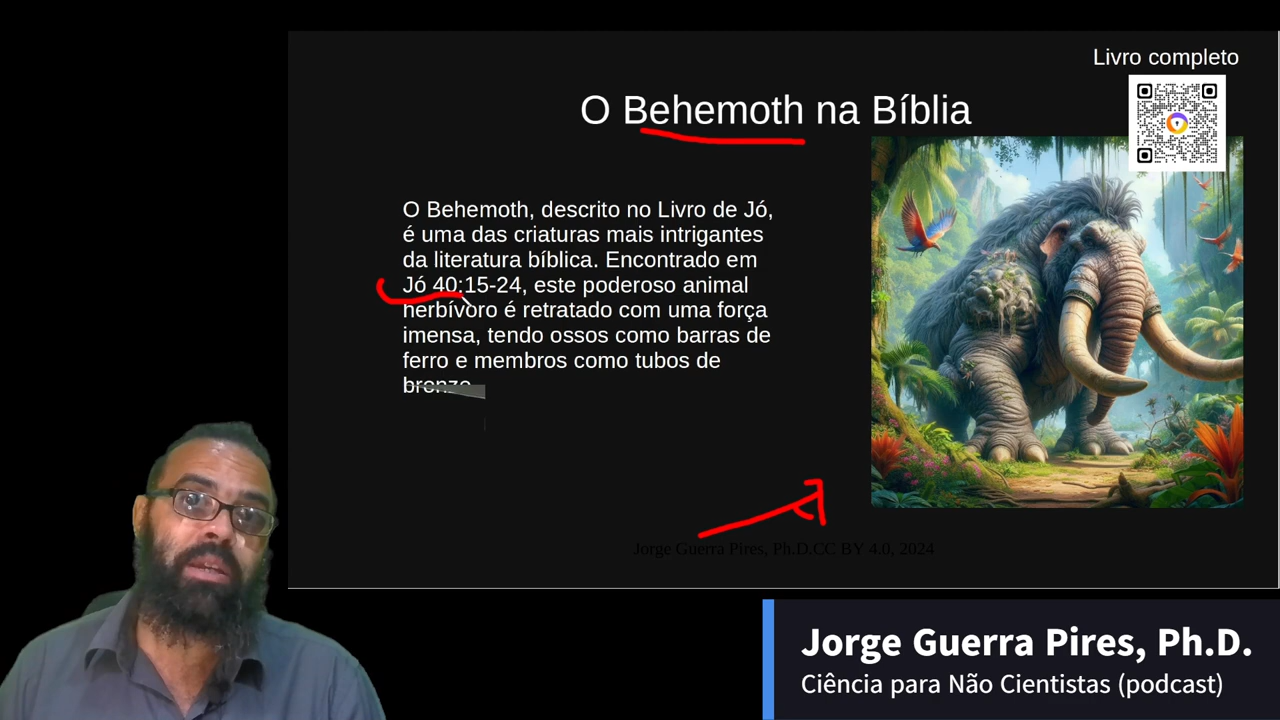 Livro completo
O Behemoth na Bíblia
O Behemoth, descrito no Livro de Jó,
é uma das criaturas mais intrigantes
da literatura bíblica. Encontrado em
Jó 40:15-24, este poderoso animal
herbívoro é retratado com uma força
imensa, tendo ossos como barras de
ferro e membros como tubos de
bronze
Jorge Guerra Pires, Ph.D.CC BY 4.0, 2024
Jorge Guerra Pires, Ph.D.
Ciência para Não Cientistas (podcast)